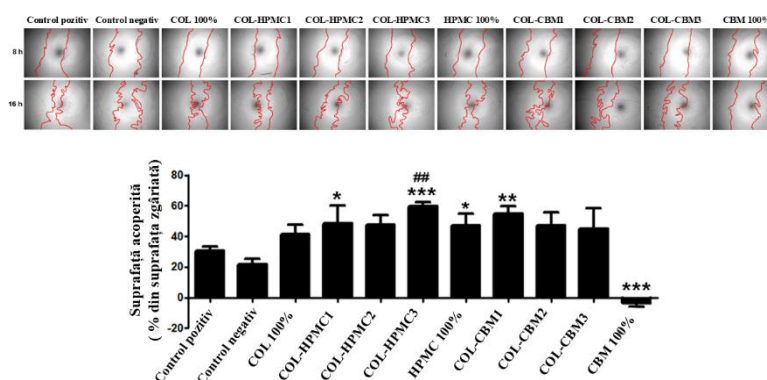 Control pozitiv Control negativ COL 100% COL-HPMC1 COL-HPMC2 COL-HPMC3 HPMC 100% COL-CBM1 COL-CBM2 COL-CBM3 CBM 100%
8 h
16 h
Suprafață acoperită
( % din suprafața zgâriată)
80
60
40
20
0
-20
*
##
***
*
**
***
Control pozitiv
Control negativ
COL 100%
COL-HPMC1
COL-HPMC2
COL-HPMC3
HPMC 100%
COL-CBM1
COL-CBM2
COL-CBM3
CBM 100%